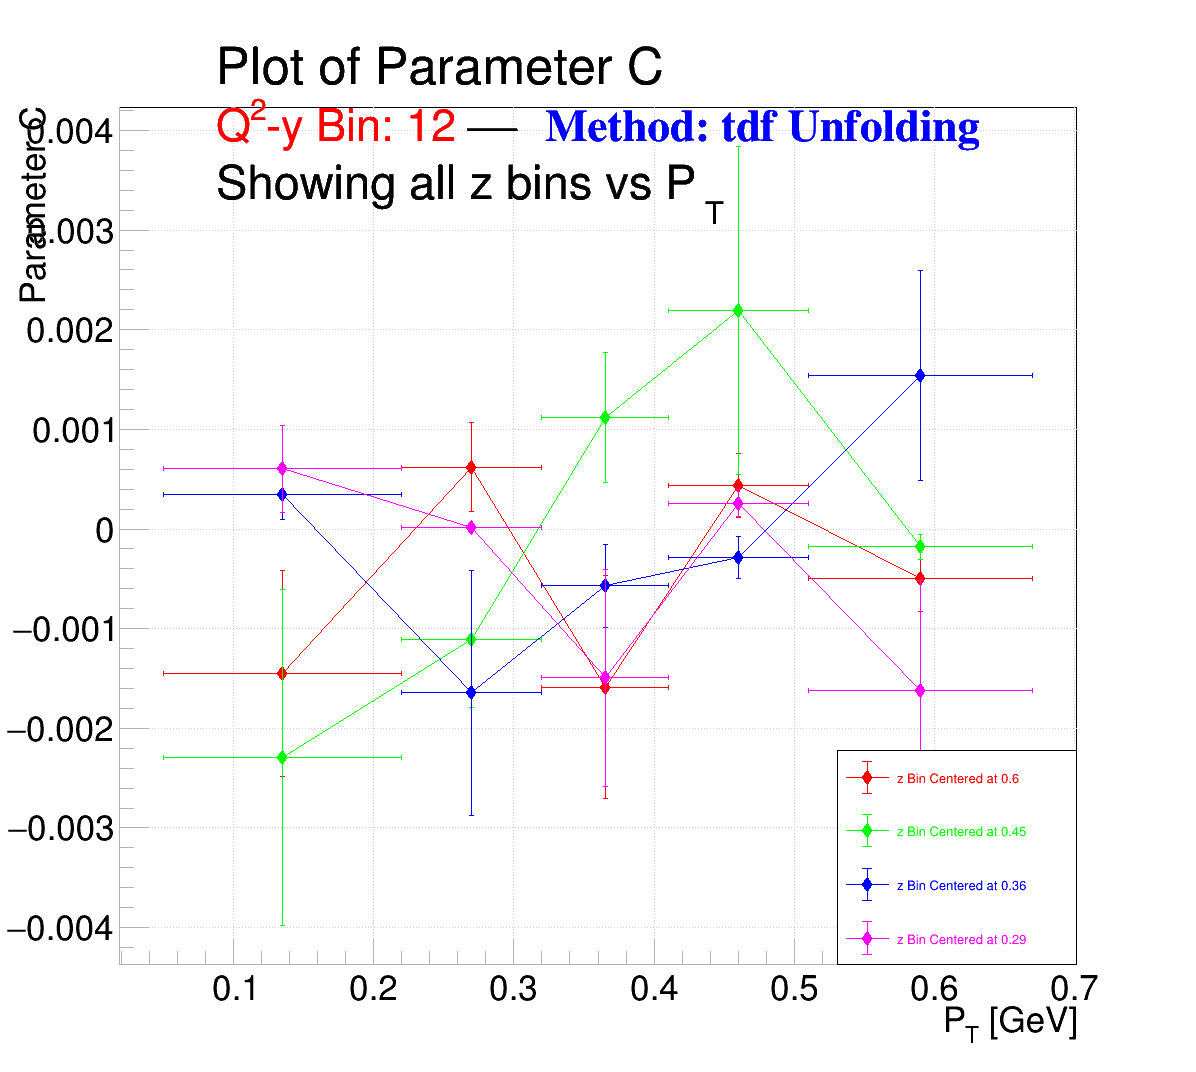 Plot of Parameter C
Q²-y Bin: 12 — Method: tdf Unfolding
Showing all z bins vs P_T
Parameter C
0.004
0.003
0.002
0.001
0
−0.001
−0.002
−0.003
−0.004
z Bin Centered at 0.6
z Bin Centered at 0.45
z Bin Centered at 0.36
z Bin Centered at 0.29
0.1 0.2 0.3 0.4 0.5 0.6 0.7
P_T [GeV]